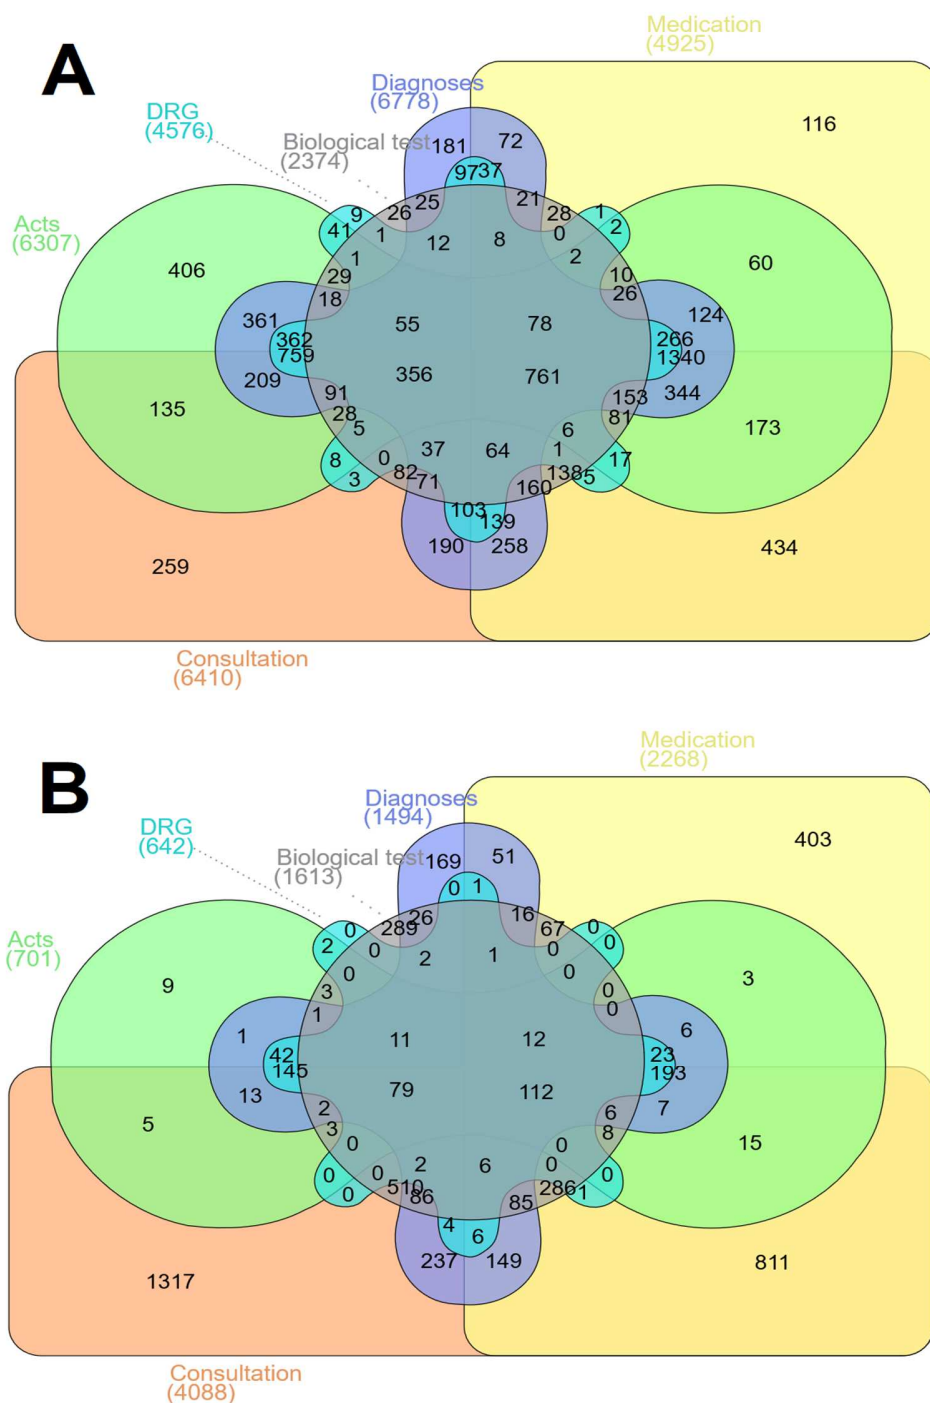 Medication
(4925)
A
Diagnoses
(6778)
DRG
(4576)
Biological test
(2374)
116
181 72
97 37
Acts
(6307)
9 26 25 21 28 1
41 1 0 2
12 8
406 1 2 60
29 10
18 26
361 124
55 78
362 266
759 1340
356 761
209 344
91 153
28 81
135 5 6 173
37 64 1
8 0 17
3 82 71 160 138 5
103
139
190 258
259 434
Consultation
(6410)
Medication
(2268)
B
Diagnoses
(1494)
DRG
(642)
Biological test
(1613)
403
169 51
0 1
Acts
(701)
0 289 26 16 67 0
2 0 0 0
2 1
9 0 0 3
3 0
1 0
1 6
11 12
42 23
145 193
79 112
13 7
2 6
3 8
5 0 0 15
2 6 0
0 0 0
0 510 86 85 286 1
4
6
237 149
1317 811
Consultation
(4088)